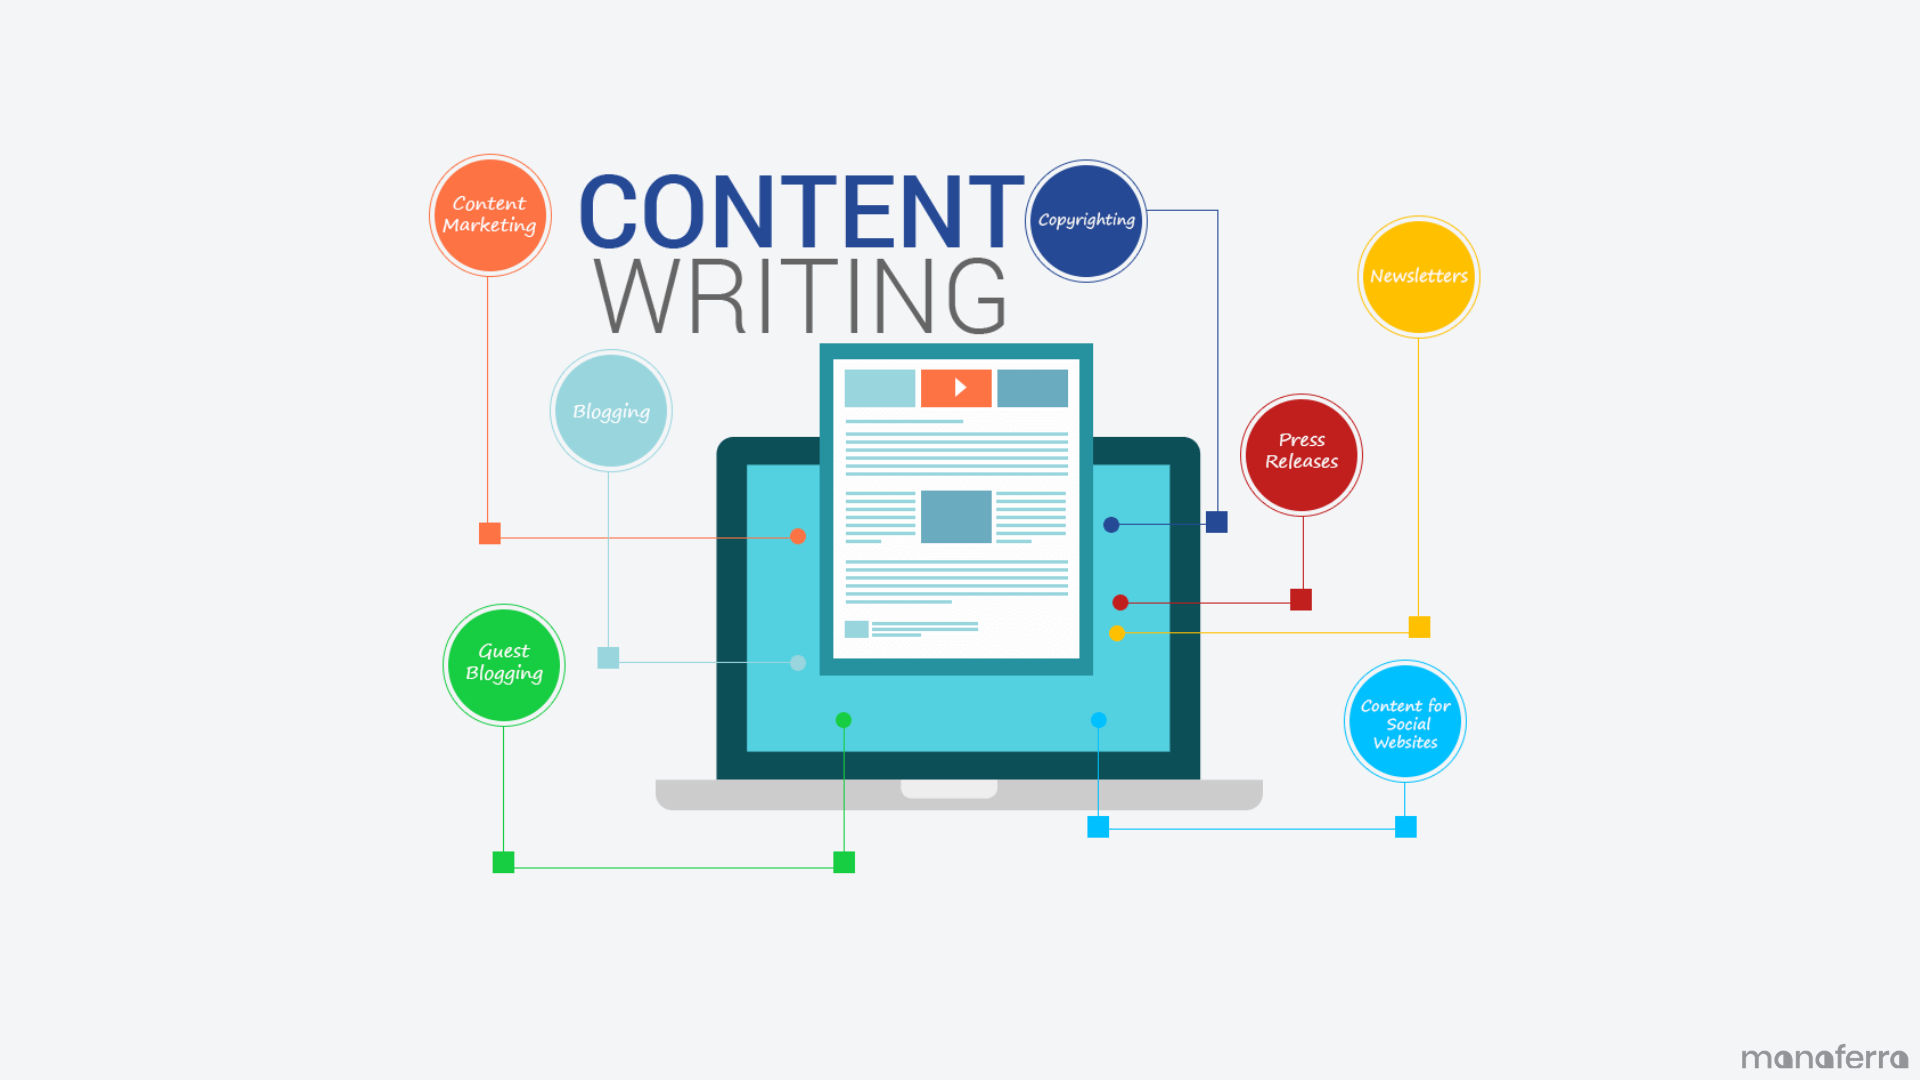 CONTENT
WRITING
Content
Marketing
Copyrighting
Newsletters
Blogging
Press
Releases
Guest
Blogging
Content for
Social
Websites
manaferra